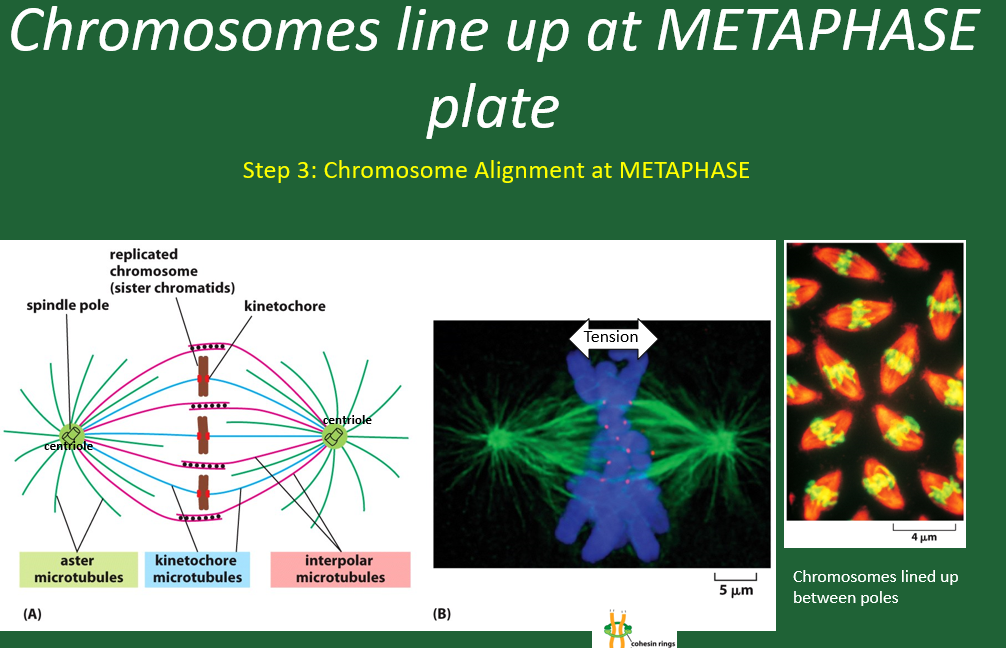 Chromosomes line up at METAPHASE
plate
Step 3: Chromosome Alignment at METAPHASE
replicated
chromosome
(sister chromatids)
spindle pole
kinetochore
centriole
centriole
aster
microtubules
kinetochore
microtubules
interpolar
microtubules
(A)
Tension
5 μm
(B)
cohesin rings
4 μm
Chromosomes lined up
between poles